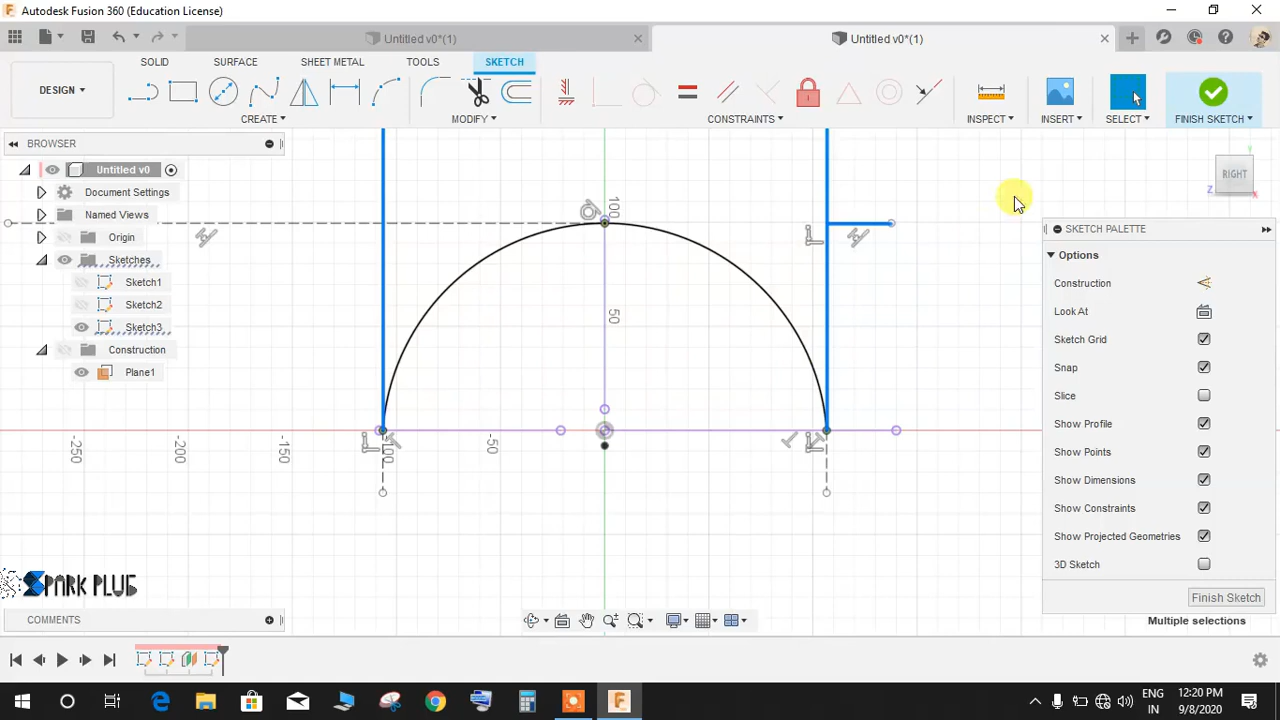 Autodesk Fusion 360 (Education License)
Untitled v0*(1)
Untitled v0*(1)
DESIGN
SOLID SURFACE SHEET METAL TOOLS SKETCH
CREATE MODIFY CONSTRAINTS INSPECT INSERT SELECT FINISH SKETCH
BROWSER
Untitled v0
Document Settings
Named Views
Origin
Sketches
Sketch1
Sketch2
Sketch3
Construction
Plane1
RIGHT
Y
Z
X
100
50
-250
-200
-150
-100
-50
SKETCH PALETTE
Options
Construction
Look At
Sketch Grid
Snap
Slice
Show Profile
Show Points
Show Dimensions
Show Constraints
Show Projected Geometries
3D Sketch
Finish Sketch
SPARK PLUG
COMMENTS
Multiple selections
ENG
IN
12:20 PM
9/8/2020